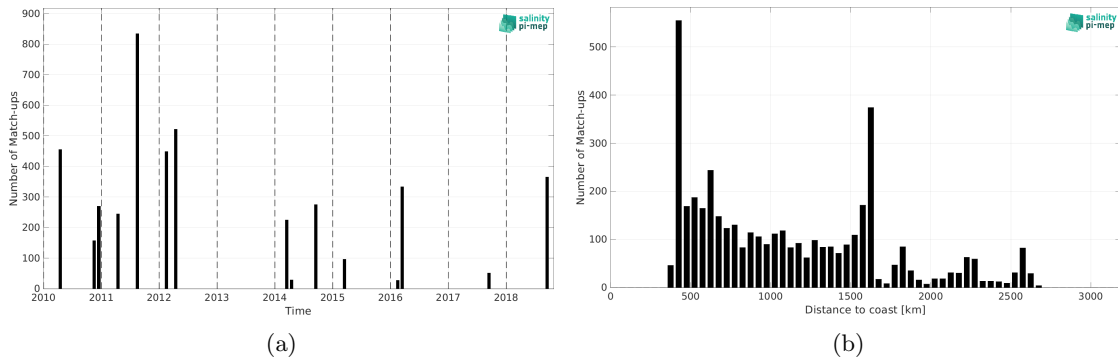 salinity
pi-mep
900
800
700
600
500
400
300
200
100
0
Number of Match-ups
2010 2011 2012 2013 2014 2015 2016 2017 2018
Time
(a)
salinity
pi-mep
500
400
300
200
100
0
Number of Match-ups
0 500 1000 1500 2000 2500 3000
Distance to coast [km]
(b)